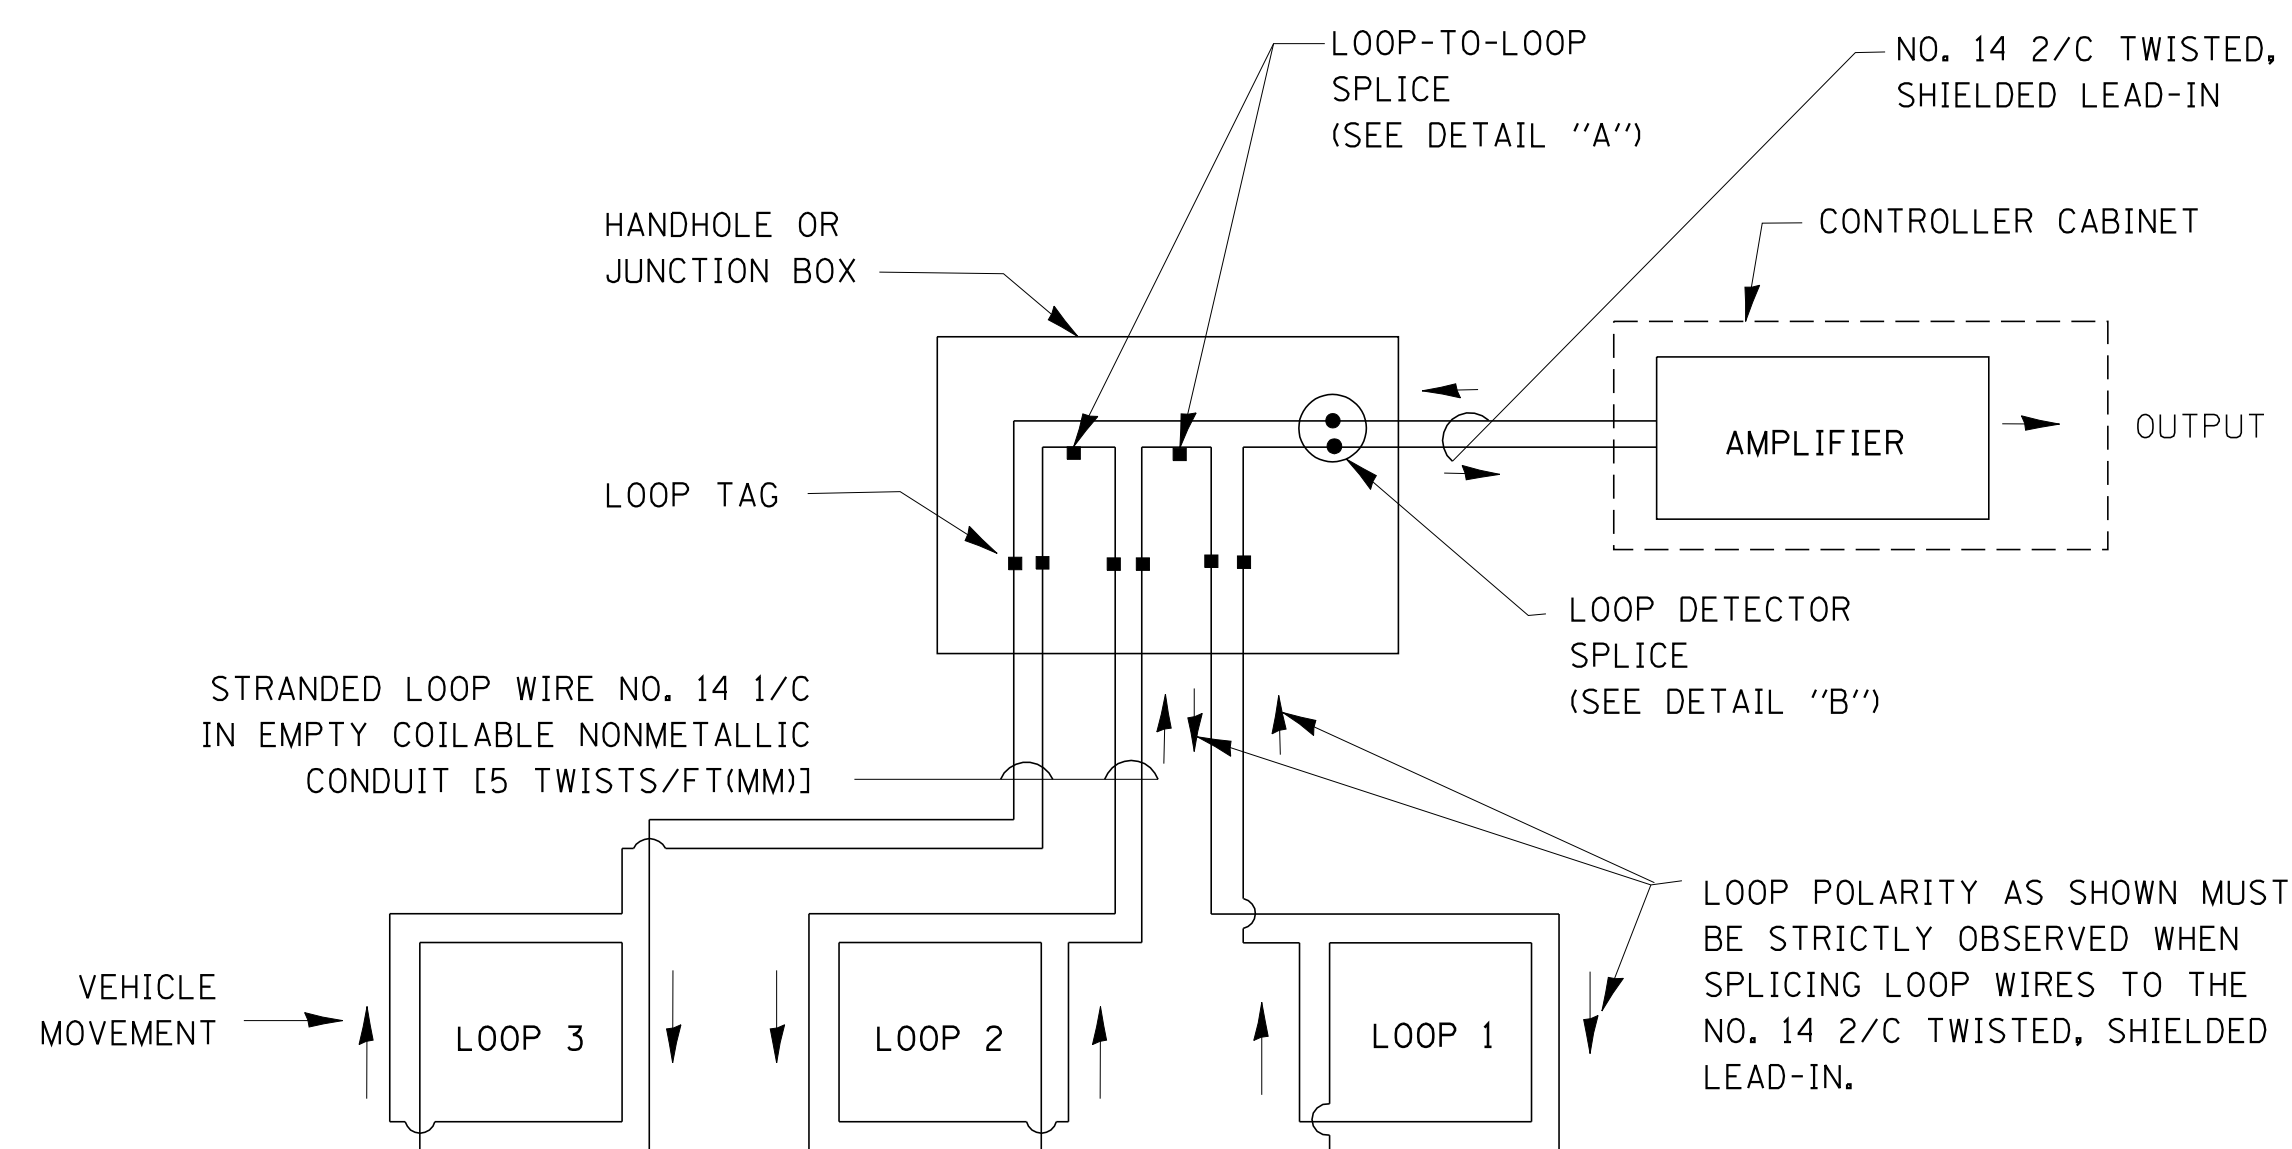 LOOP-TO-LOOP
SPLICE
(SEE DETAIL "A")
NO. 14 2/C TWISTED,
SHIELDED LEAD-IN
HANDHOLE OR
JUNCTION BOX
CONTROLLER CABINET
AMPLIFIER
OUTPUT
LOOP TAG
LOOP DETECTOR
SPLICE
(SEE DETAIL "B")
STRANDED LOOP WIRE NO. 14 1/C
IN EMPTY COILABLE NONMETALLIC
CONDUIT [5 TWISTS/FT(MM)]
LOOP POLARITY AS SHOWN MUST
BE STRICTLY OBSERVED WHEN
SPLICING LOOP WIRES TO THE
NO. 14 2/C TWISTED, SHIELDED
LEAD-IN.
VEHICLE
MOVEMENT
LOOP 3
LOOP 2
LOOP 1